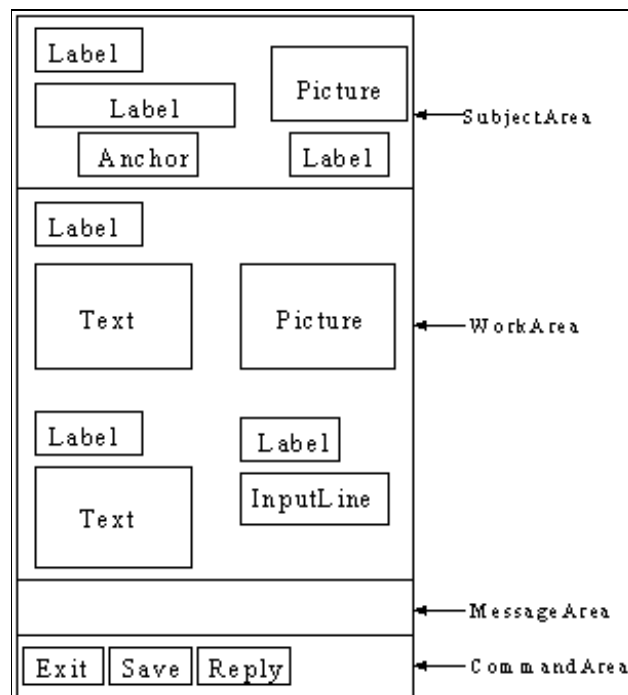 Label
Label
Picture
Anchor
Label
SubjectArea
Label
Text
Picture
WorkArea
Label
Label
Text
InputLine
MessageArea
Exit Save Reply
CommandArea